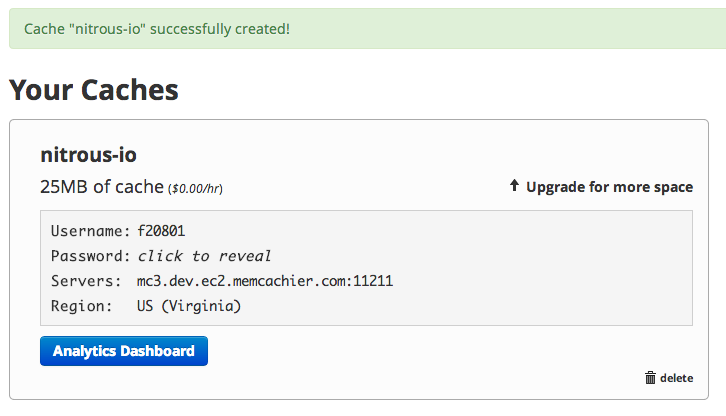 Cache "nitrous-io" successfully created!
Your Caches
nitrous-io
25MB of cache ($0.00/hr)
Upgrade for more space
Username: f20801
Password: click to reveal
Servers: mc3.dev.ec2.memcachier.com:11211
Region: US (Virginia)
Analytics Dashboard
delete